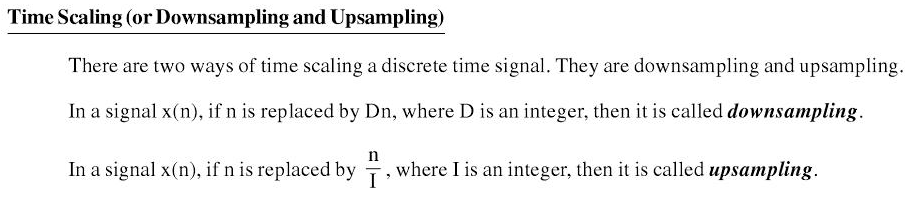 Time Scaling (or Downsampling and Upsampling)
There are two ways of time scaling a discrete time signal. They are downsampling and upsampling.
In a signal x(n), if n is replaced by Dn, where D is an integer, then it is called downsampling.
In a signal x(n), if n is replaced by n/I, where I is an integer, then it is called upsampling.